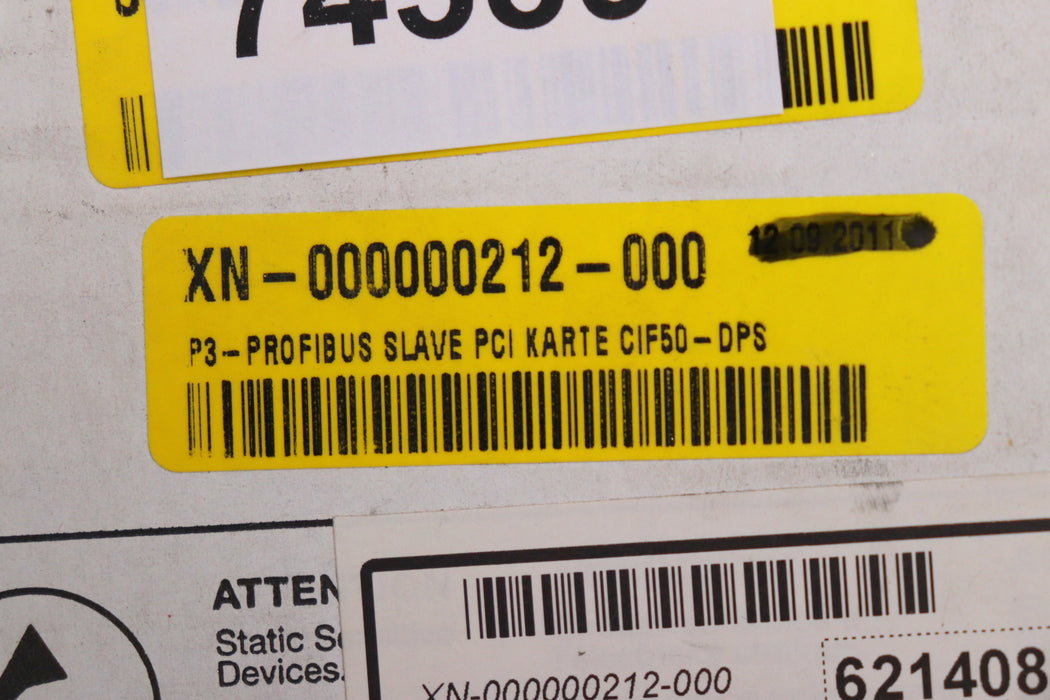 XN-000000212-000
12.09.2011
P3-PROFIBUS SLAVE PCI KARTE CIF50-DPS
ATTEN
Static
Devices.
XN-000000212-000
621408